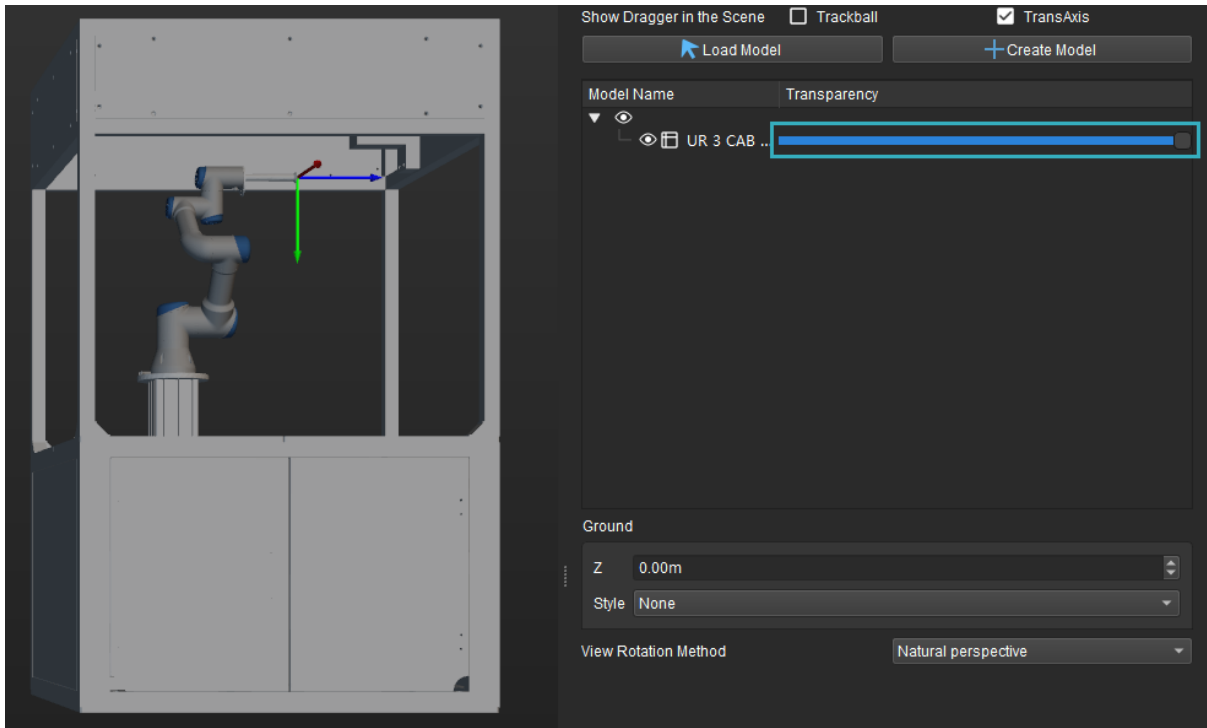 Show Dragger in the Scene Trackball TransAxis
Load Model Create Model
Model Name Transparency
UR 3 CAB ...
Ground
Z 0.00m
Style None
View Rotation Method Natural perspective